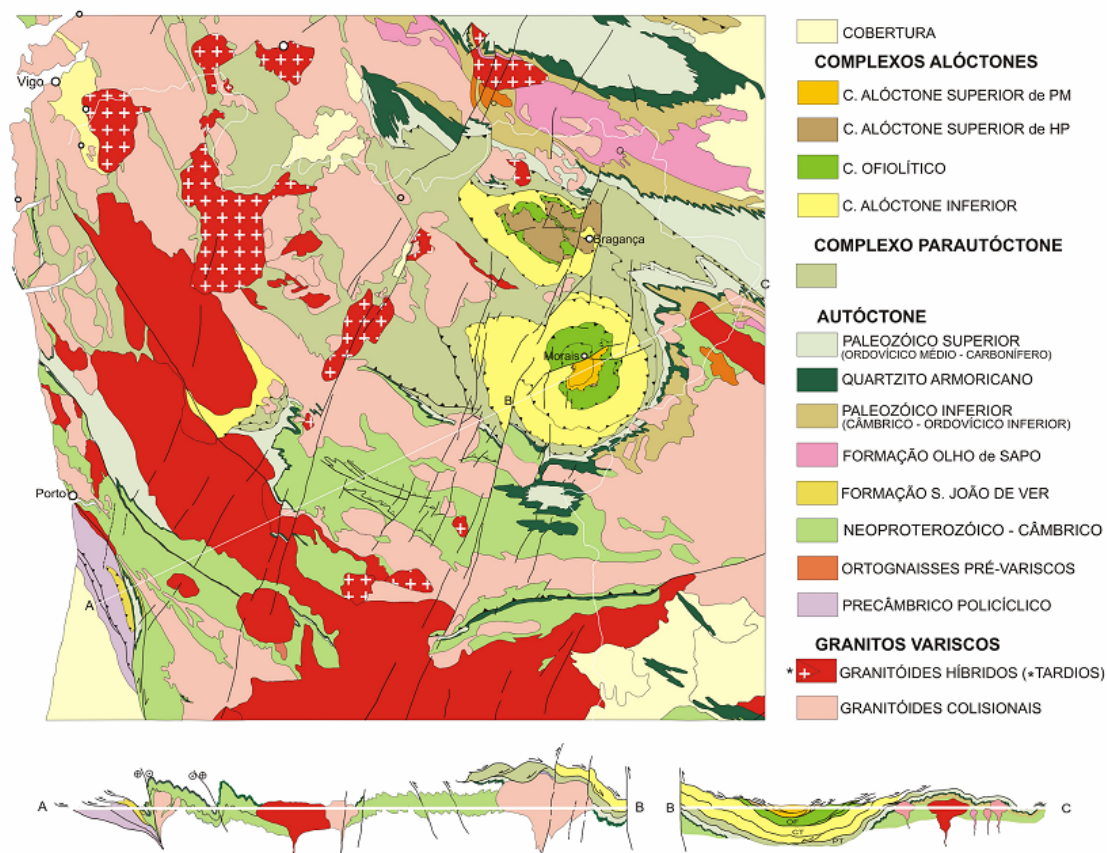 Vigo
Bragança
C
Morais
B
Porto
A
COBERTURA
COMPLEXOS ALÓCTONES
C. ALÓCTONE SUPERIOR de PM
C. ALÓCTONE SUPERIOR de HP
C. OFIOLÍTICO
C. ALÓCTONE INFERIOR
COMPLEXO PARAUTÓCTONE
AUTÓCTONE
PALEOZÓICO SUPERIOR
(ORDOVÍCICO MÉDIO - CARBONÍFERO)
QUARTZITO ARMORICANO
PALEOZÓICO INFERIOR
(CÂMBRICO - ORDOVÍCICO INFERIOR)
FORMAÇÃO OLHO de SAPO
FORMAÇÃO S. JOÃO DE VER
NEOPROTEROZÓICO - CÂMBRICO
ORTOGNAISSES PRÉ-VARISCOS
PRECÂMBRICO POLICÍCLICO
GRANITOS VARISCOS
* GRANITÓIDES HÍBRIDOS (*TARDIOS)
GRANITÓIDES COLISIONAIS
A B B C
OF
CT
PT